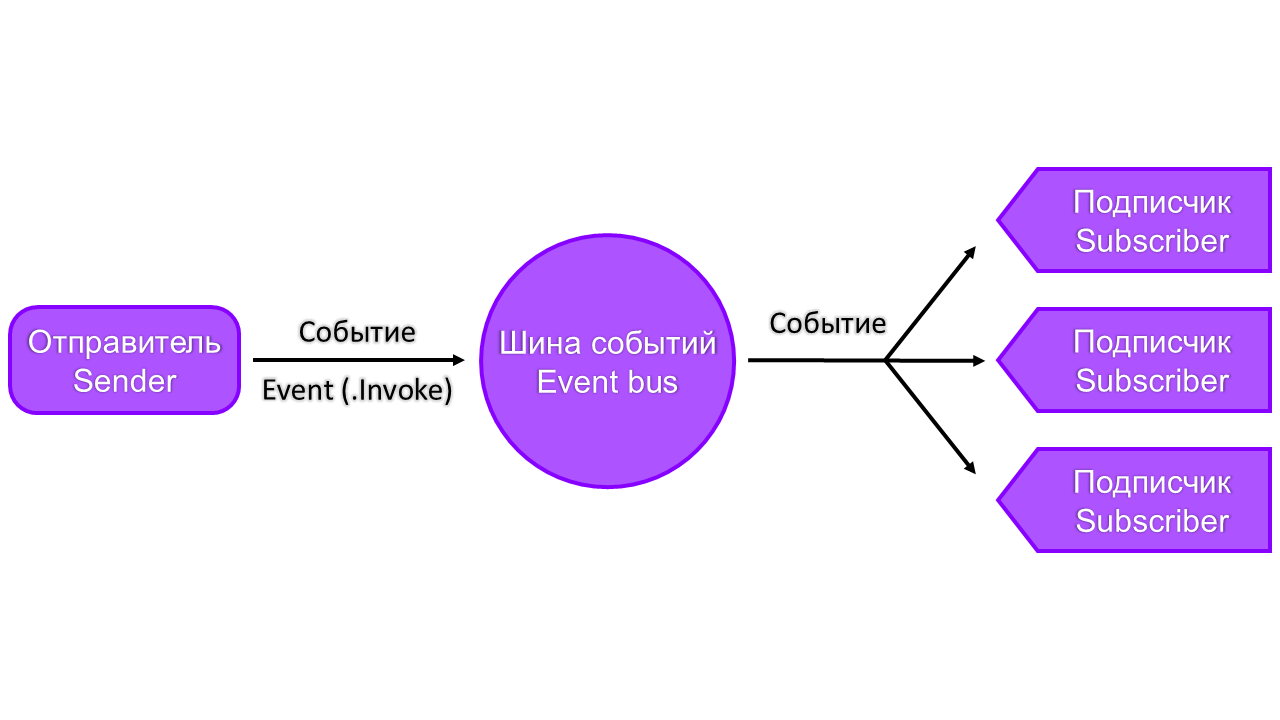 Отправитель
Sender
Событие
Event (.Invoke)
Шина событий
Event bus
Событие
Подписчик
Subscriber
Подписчик
Subscriber
Подписчик
Subscriber